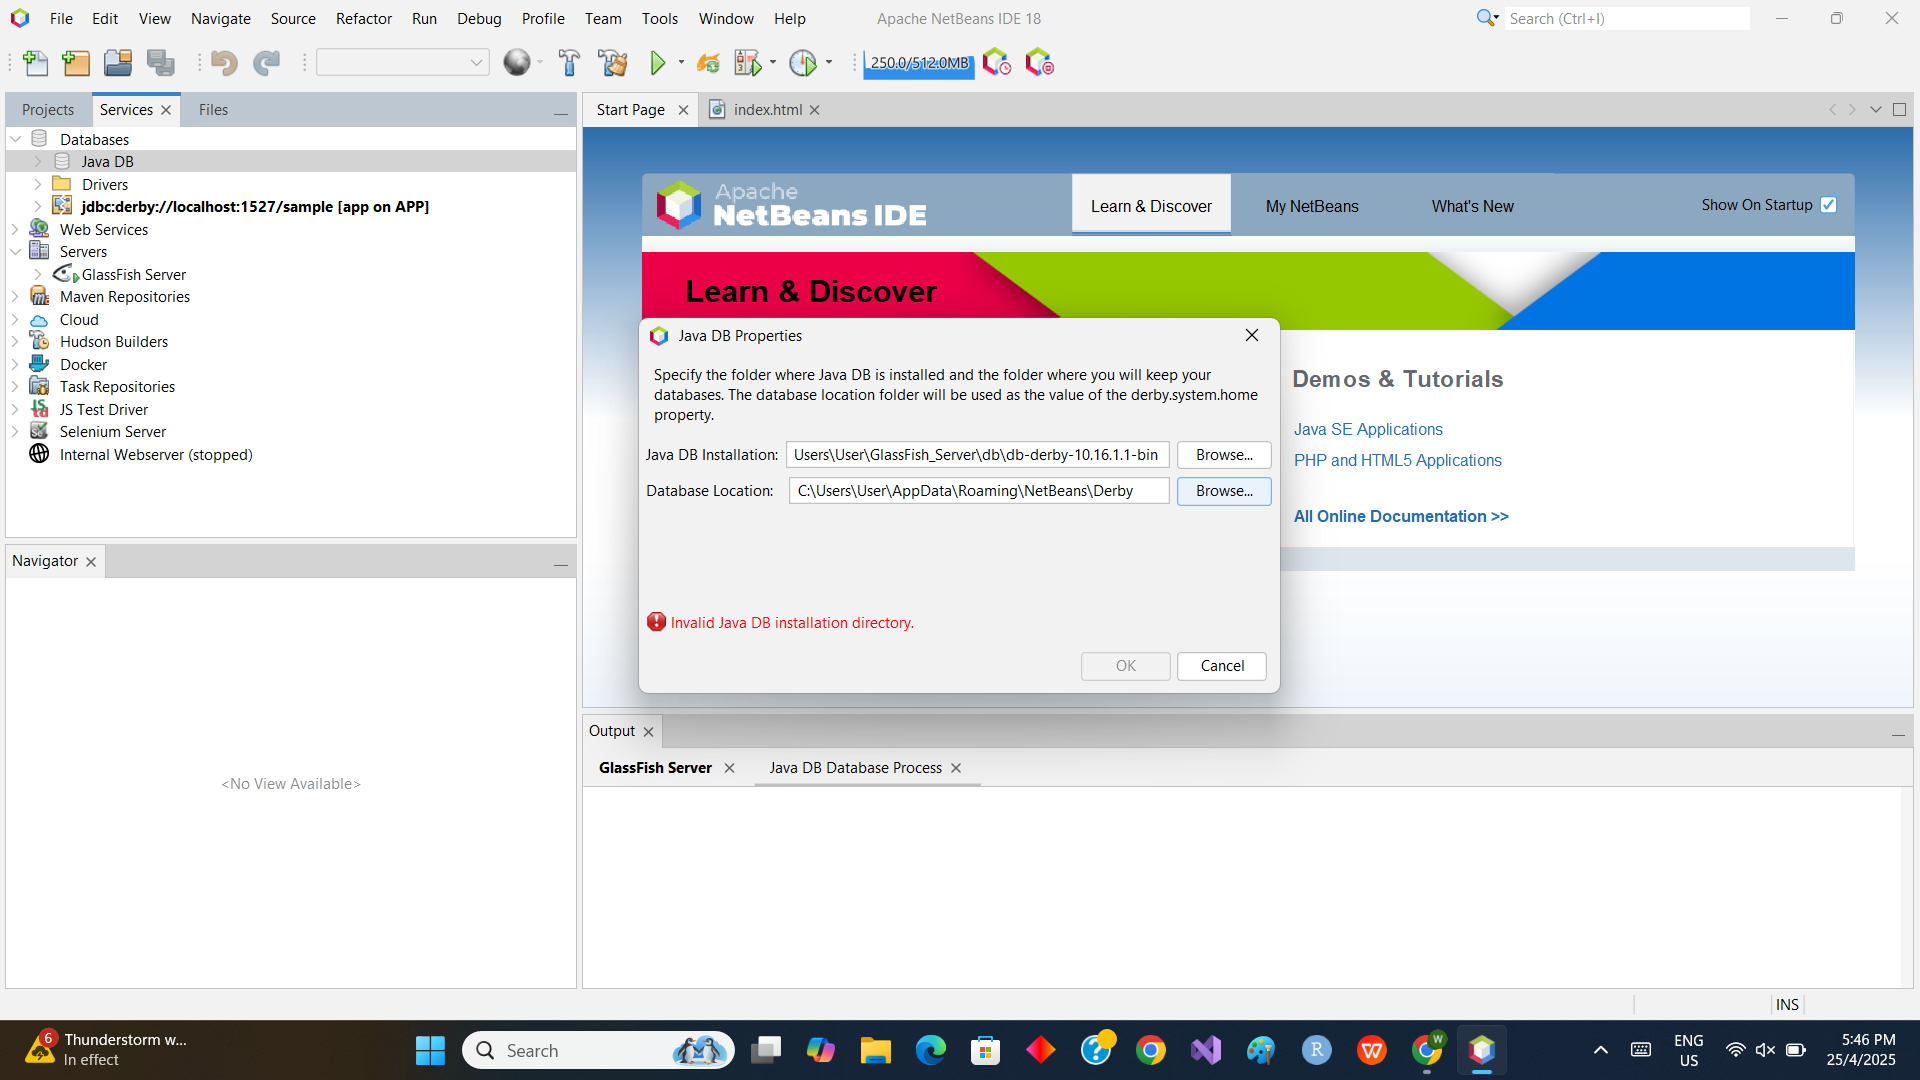 File Edit View Navigate Source Refactor Run Debug Profile Team Tools Window Help
Apache NetBeans IDE 18
Search (Ctrl+I)
250.0/512.0MB
Projects Services Files
Databases
Java DB
Drivers
jdbc:derby://localhost:1527/sample [app on APP]
Web Services
Servers
GlassFish Server
Maven Repositories
Cloud
Hudson Builders
Docker
Task Repositories
JS Test Driver
Selenium Server
Internal Webserver (stopped)
Navigator
<No View Available>
Start Page index.html
Apache
NetBeans IDE
Learn & Discover My NetBeans What's New Show On Startup
Learn & Discover
Demos & Tutorials
Java SE Applications
PHP and HTML5 Applications
All Online Documentation >>
Java DB Properties
Specify the folder where Java DB is installed and the folder where you will keep your
databases. The database location folder will be used as the value of the derby.system.home
property.
Java DB Installation: Users\User\GlassFish_Server\db\db-derby-10.16.1.1-bin Browse...
Database Location: C:\Users\User\AppData\Roaming\NetBeans\Derby Browse...
Invalid Java DB installation directory.
OK Cancel
Output
GlassFish Server Java DB Database Process
INS
6
Thunderstorm w...
In effect
Search
ENG
US
5:46 PM
25/4/2025